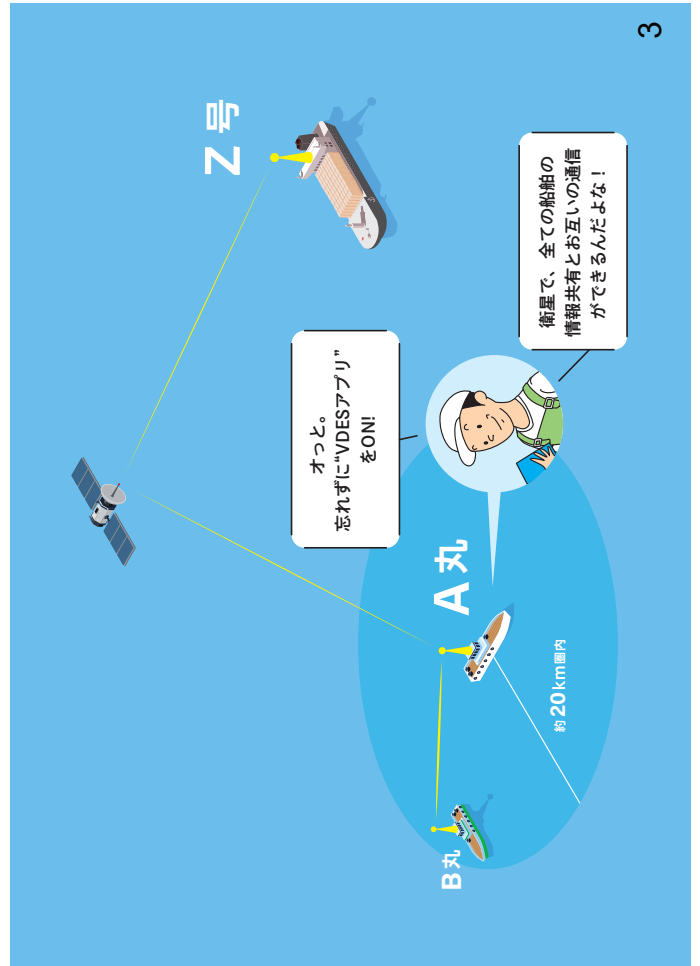 Z号
オっと。
忘れずに“VDESアプリ”
をON!
衛星で、全ての船舶の
情報共有とお互いの通信
ができるんだよな！
A丸
B丸
約20km圏内
3